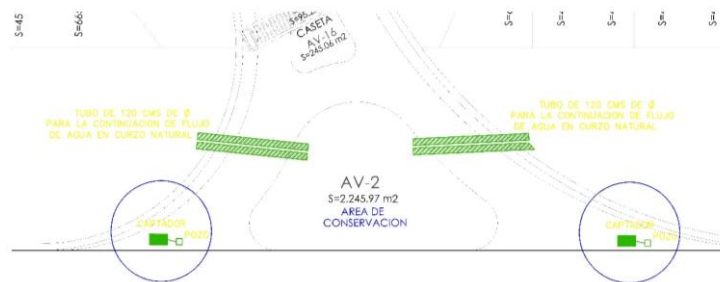 S=45
CASETA
AV-16
S=245.06 m2
TUBO DE 120 CMS DE Ø
PARA LA CONTINUACION DE FLUJO
DE AGUA EN CURZO NATURAL
TUBO DE 120 CMS DE Ø
PARA LA CONTINUACION DE FLUJO
DE AGUA EN CURZO NATURAL
AV-2
S=2.245.97 m2
AREA DE
CONSERVACION
CAPTADOR
POZO
CAPTADOR
POZO